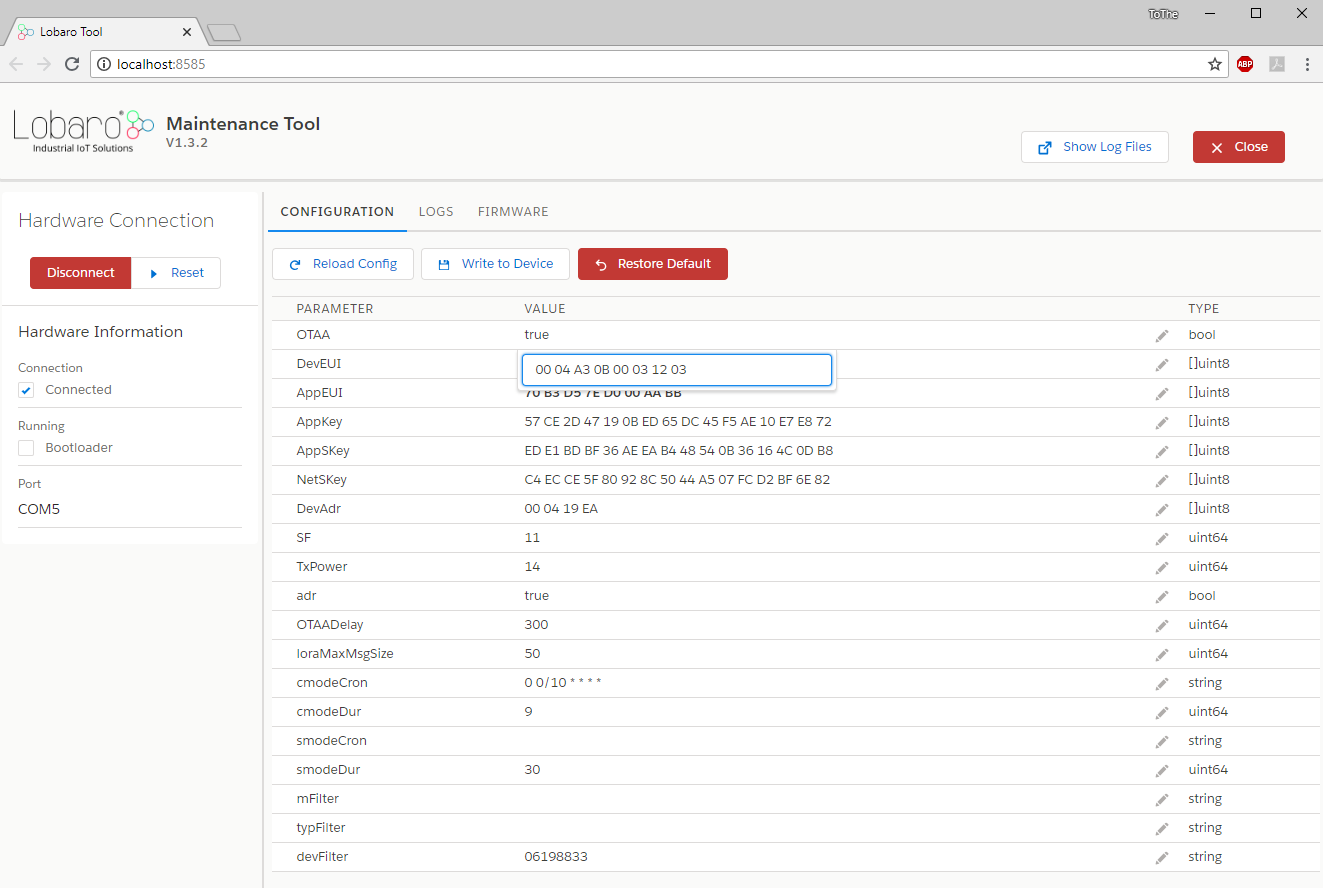 ToThe
Lobaro Tool
localhost:8585
ABP
Lobaro®
Industrial IoT Solutions
Maintenance Tool
V1.3.2
Show Log Files
Close
Hardware Connection
Disconnect
Reset
Hardware Information
Connection
Connected
Running
Bootloader
Port
COM5
CONFIGURATION LOGS FIRMWARE
Reload Config Write to Device Restore Default
PARAMETER VALUE TYPE
OTAA true bool
DevEUI 00 04 A3 0B 00 03 12 03 []uint8
AppEUI 70 B3 D5 7E D0 00 AA BB []uint8
AppKey 57 CE 2D 47 19 0B ED 65 DC 45 F5 AE 10 E7 E8 72 []uint8
AppSKey ED E1 BD BF 36 AE EA B4 48 54 0B 36 16 4C 0D B8 []uint8
NetSKey C4 EC CE 5F 80 92 8C 50 44 A5 07 FC D2 BF 6E 82 []uint8
DevAdr 00 04 19 EA []uint8
SF 11 uint64
TxPower 14 uint64
adr true bool
OTAADelay 300 uint64
loraMaxMsgSize 50 uint64
cmodeCron 0 0/10 * * * * string
cmodeDur 9 uint64
smodeCron string
smodeDur 30 uint64
mFilter string
typFilter string
devFilter 06198833 string